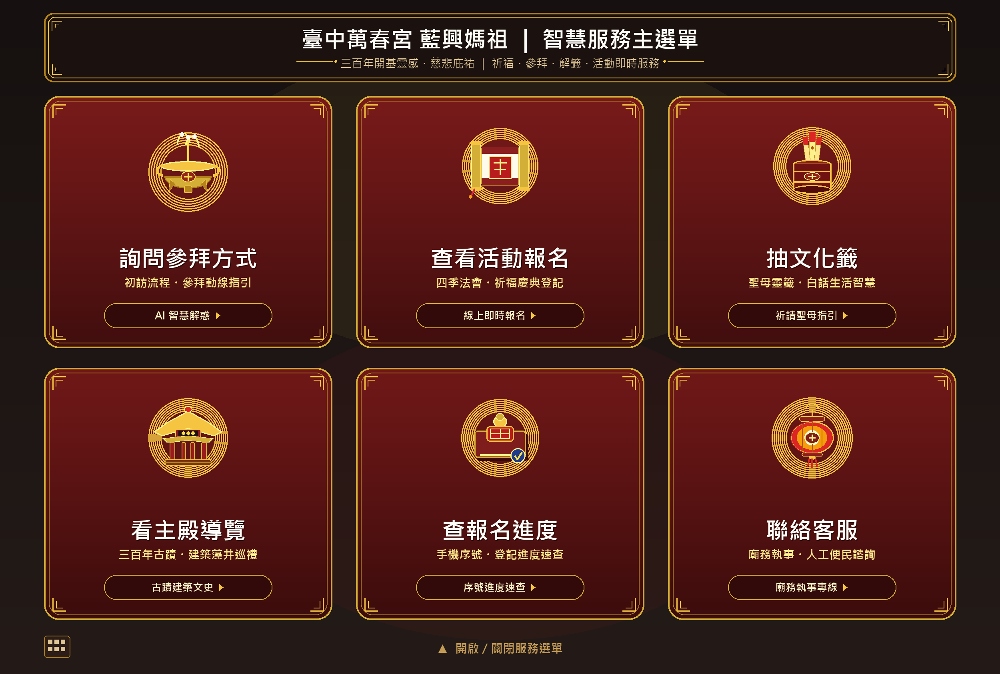 臺中萬春宮 藍興媽祖 | 智慧服務主選單
三百年開基靈感 · 慈悲庇祐 | 祈福 · 參拜 · 解籤 · 活動即時服務
詢問參拜方式
初訪流程 · 參拜動線指引
AI 智慧解惑
查看活動報名
四季法會 · 祈福慶典登記
線上即時報名
抽文化籤
聖母靈籤 · 白話生活智慧
祈請聖母指引
看主殿導覽
三百年古蹟 · 建築藻井巡禮
古蹟建築文史
查報名進度
手機序號 · 登記進度速查
序號進度速查
聯絡客服
廟務執事 · 人工便民諮詢
廟務執事專線
▲ 開啟 / 關閉服務選單